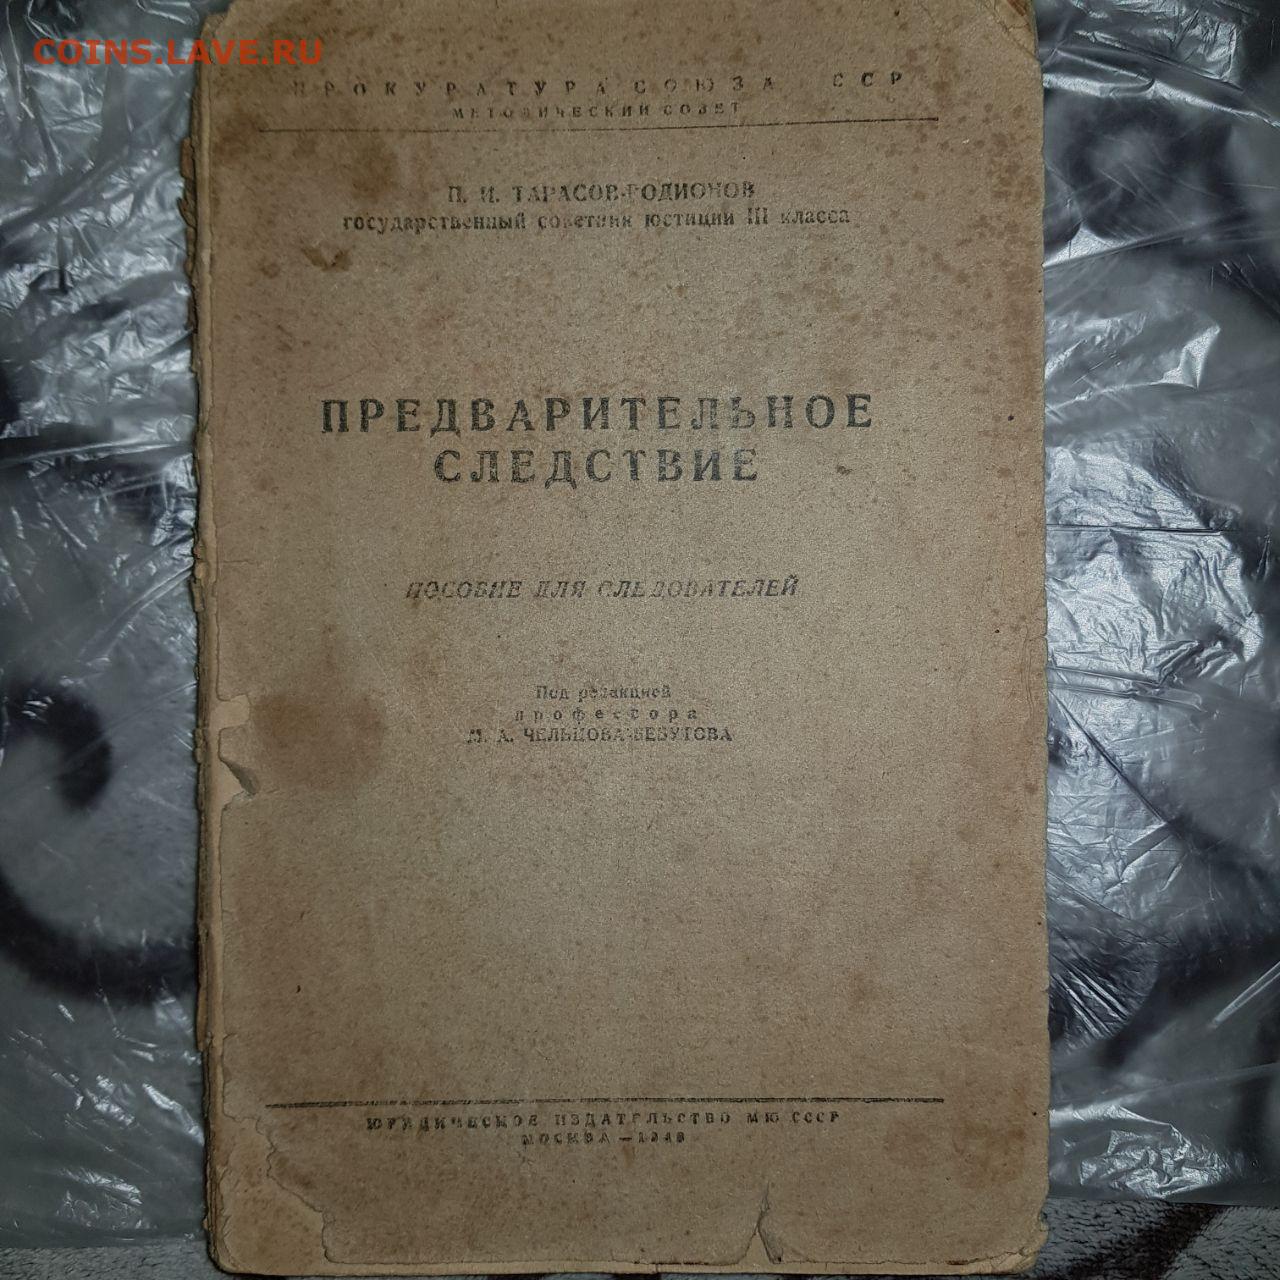 COINS.LAVE.RU
ПРОКУРАТУРА СОЮЗА ССР
МЕТОДИЧЕСКИЙ СОВЕТ
П. И. ТАРАСОВ-РОДИОНОВ
государственный советник юстиции III класса
ПРЕДВАРИТЕЛЬНОЕ
СЛЕДСТВИЕ
ПОСОБИЕ ДЛЯ СЛЕДОВАТЕЛЕЙ
Под редакцией
профессора
М. А. ЧЕЛЬЦОВА-БЕБУТОВА
ЮРИДИЧЕСКОЕ ИЗДАТЕЛЬСТВО МЮ СССР
МОСКВА —